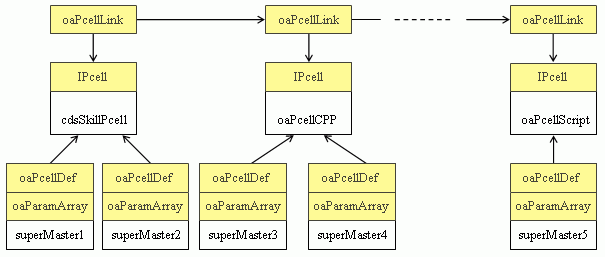 oaPcellLink oaPcellLink oaPcellLink
IPcell IPcell IPcell
cdsSkillPcell oaPcellCPP oaPcellScript
oaPcellDef oaPcellDef oaPcellDef oaPcellDef oaPcellDef
oaParamArray oaParamArray oaParamArray oaParamArray oaParamArray
superMaster1 superMaster2 superMaster3 superMaster4 superMaster5